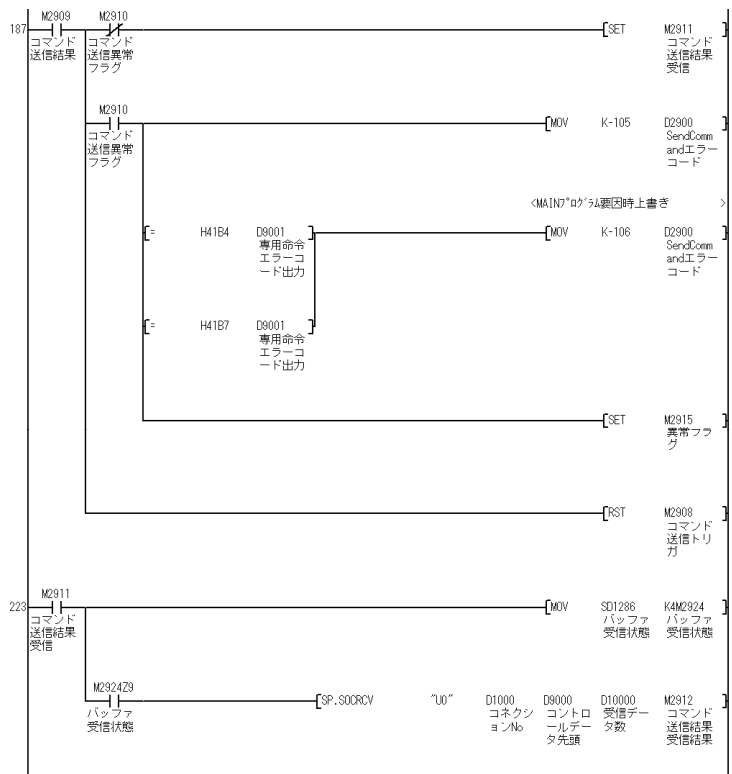 M2909 M2910
187
コマンド
送信結果
コマンド
送信異常
フラグ
SET M2911
コマンド
送信結果
受信
M2910
コマンド
送信異常
フラグ
MOV K-105 D2900
SendComm
andエラー
コード
<MAINﾌﾟﾛｸﾞﾗﾑ要因時上書き >
= H41B4 D9001
専用命令
エラーコ
ード出力
MOV K-106 D2900
SendComm
andエラー
コード
= H41B7 D9001
専用命令
エラーコ
ード出力
SET M2915
異常フラ
グ
RST M2908
コマンド
送信トリ
ガ
M2911
223
コマンド
送信結果
受信
MOV SD1286 K4M2924
バッファ
受信状態
バッファ
受信状態
M2924Z9
バッファ
受信状態
SP.SOCRCV "U0" D1000 D9000 D10000 M2912
コネクシ
ョンNo
コントロ
ールデー
タ先頭
受信デー
タ数
コマンド
送信結果
受信結果